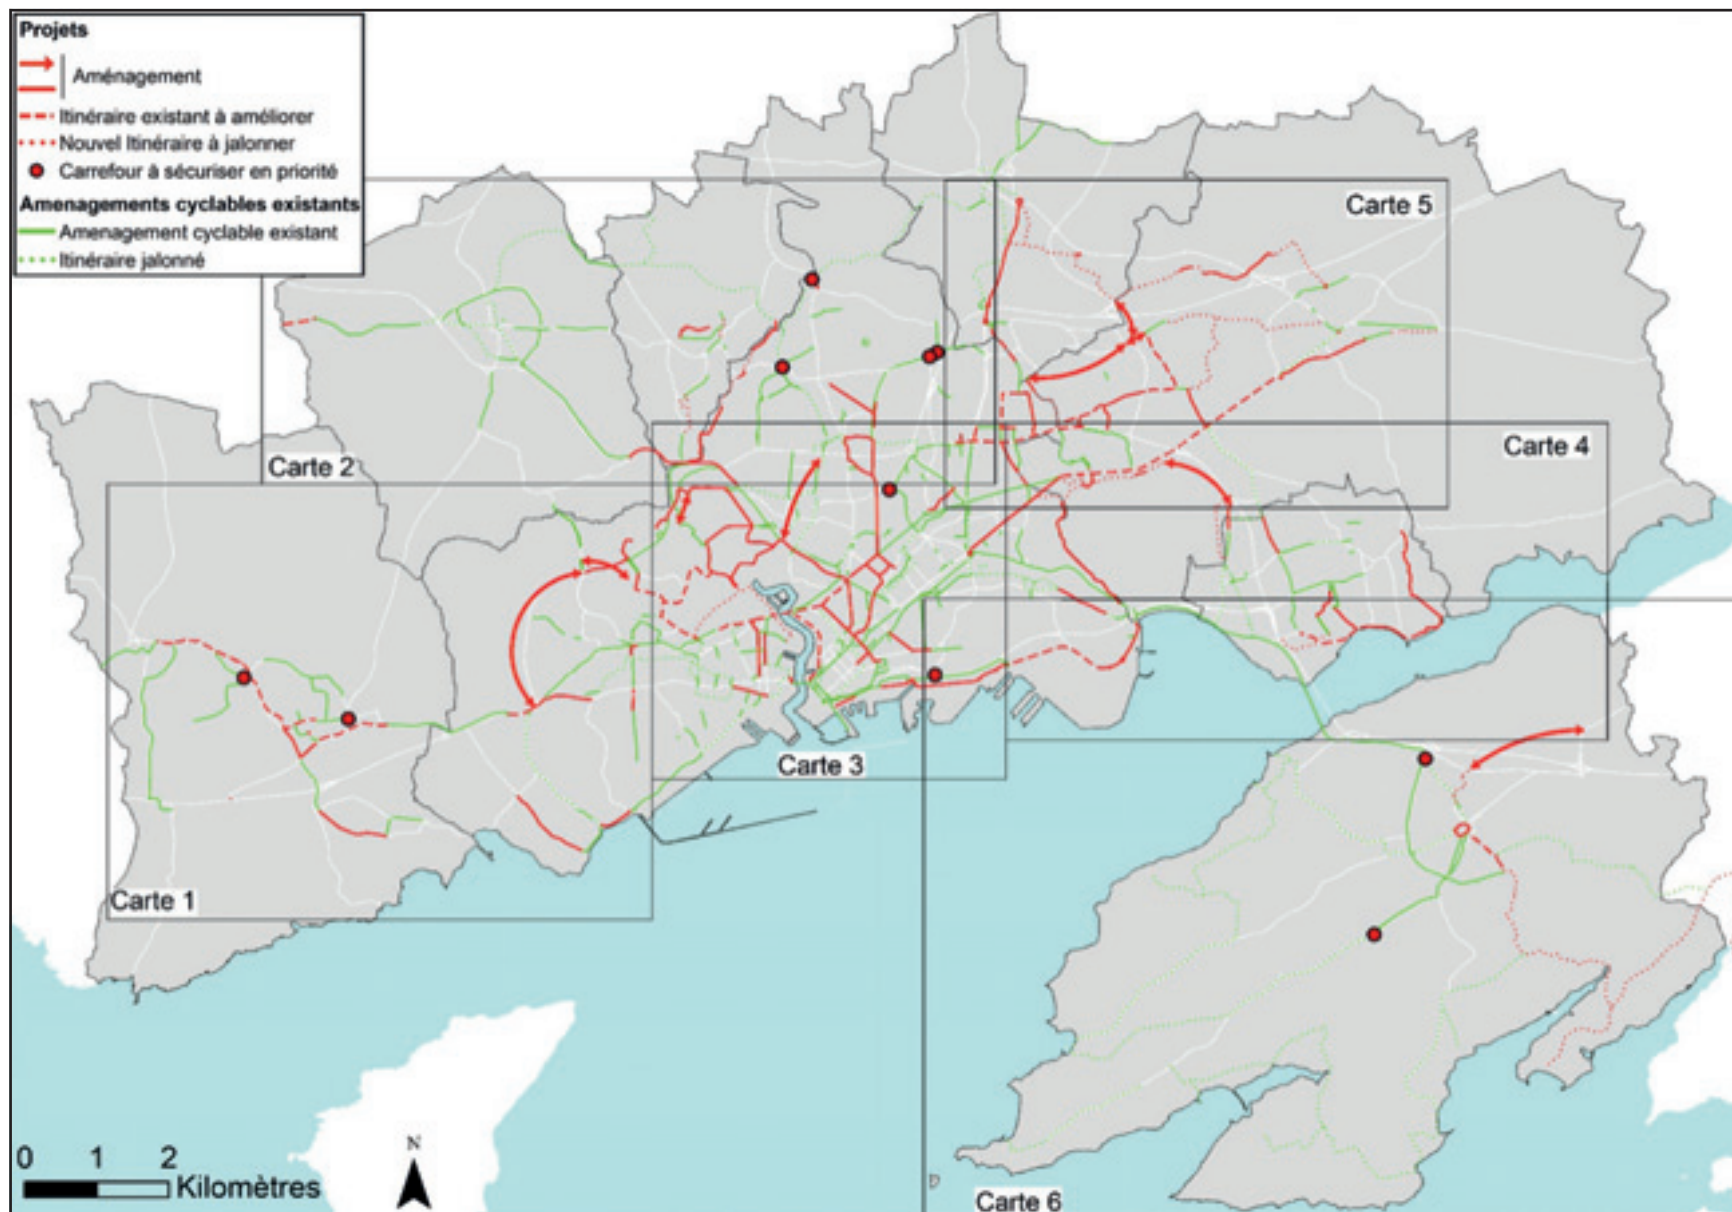 Projets
Aménagement
Itinéraire existant à améliorer
Nouvel Itinéraire à jalonner
Carrefour à sécuriser en priorité
Amenagements cyclables existants
Amenagement cyclable existant
Itinéraire jalonné
Carte 5
Carte 4
Carte 2
Carte 3
Carte 1
N
0 1 2
Kilomètres
Carte 6